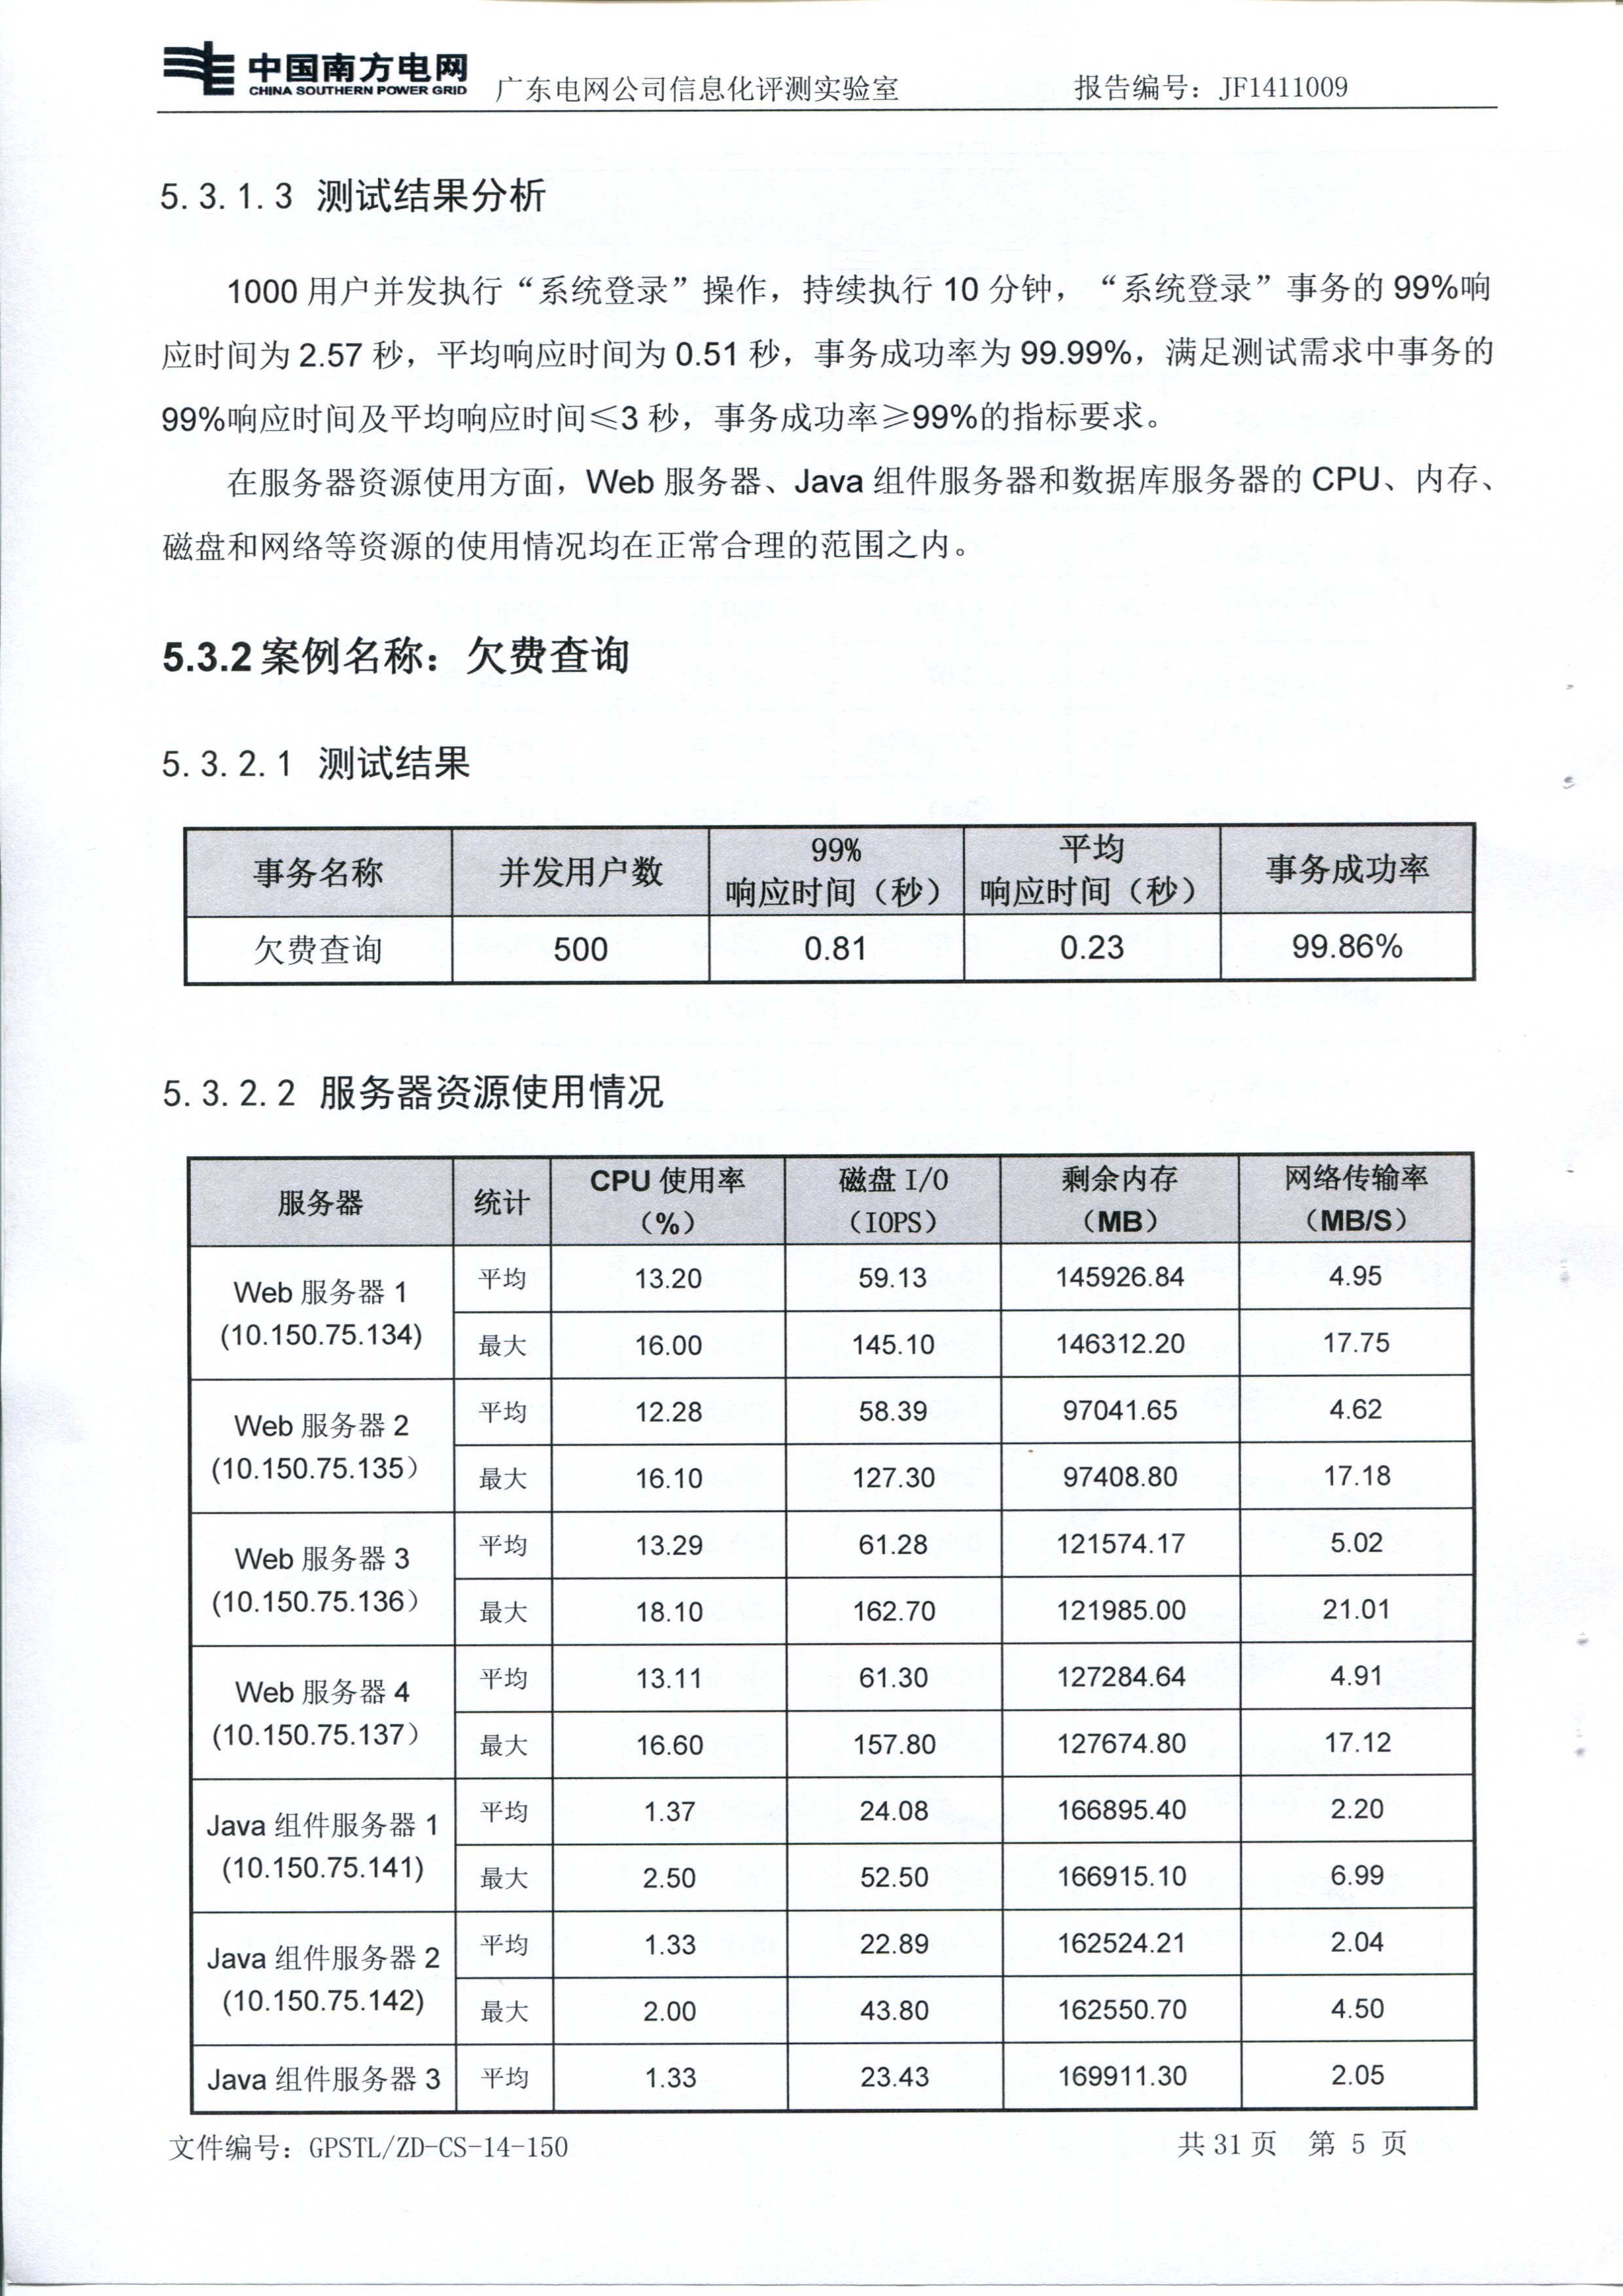 中国南方电网
CHINA SOUTHERN POWER GRID
广东电网公司信息化评测实验室 报告编号：JF1411009
5.3.1.3 测试结果分析
1000 用户并发执行“系统登录”操作，持续执行 10 分钟，“系统登录”事务的 99%响
应时间为 2.57 秒，平均响应时间为 0.51 秒，事务成功率为 99.99%，满足测试需求中事务的
99%响应时间及平均响应时间≤3 秒，事务成功率≥99%的指标要求。
在服务器资源使用方面，Web 服务器、Java 组件服务器和数据库服务器的 CPU、内存、
磁盘和网络等资源的使用情况均在正常合理的范围之内。
5.3.2 案例名称：欠费查询
5.3.2.1 测试结果
事务名称 并发用户数 99% 响应时间（秒） 平均 响应时间（秒） 事务成功率
欠费查询 500 0.81 0.23 99.86%
5.3.2.2 服务器资源使用情况
服务器 统计 CPU 使用率（%） 磁盘 I/O（IOPS） 剩余内存（MB） 网络传输率（MB/S）
Web 服务器 1 (10.150.75.134) 平均 13.20 59.13 145926.84 4.95
最大 16.00 145.10 146312.20 17.75
Web 服务器 2 (10.150.75.135） 平均 12.28 58.39 97041.65 4.62
最大 16.10 127.30 97408.80 17.18
Web 服务器 3 (10.150.75.136） 平均 13.29 61.28 121574.17 5.02
最大 18.10 162.70 121985.00 21.01
Web 服务器 4 (10.150.75.137） 平均 13.11 61.30 127284.64 4.91
最大 16.60 157.80 127674.80 17.12
Java 组件服务器 1 (10.150.75.141) 平均 1.37 24.08 166895.40 2.20
最大 2.50 52.50 166915.10 6.99
Java 组件服务器 2 (10.150.75.142) 平均 1.33 22.89 162524.21 2.04
最大 2.00 43.80 162550.70 4.50
Java 组件服务器 3 平均 1.33 23.43 169911.30 2.05
文件编号：GPSTL/ZD-CS-14-150 共 31 页 第 5 页